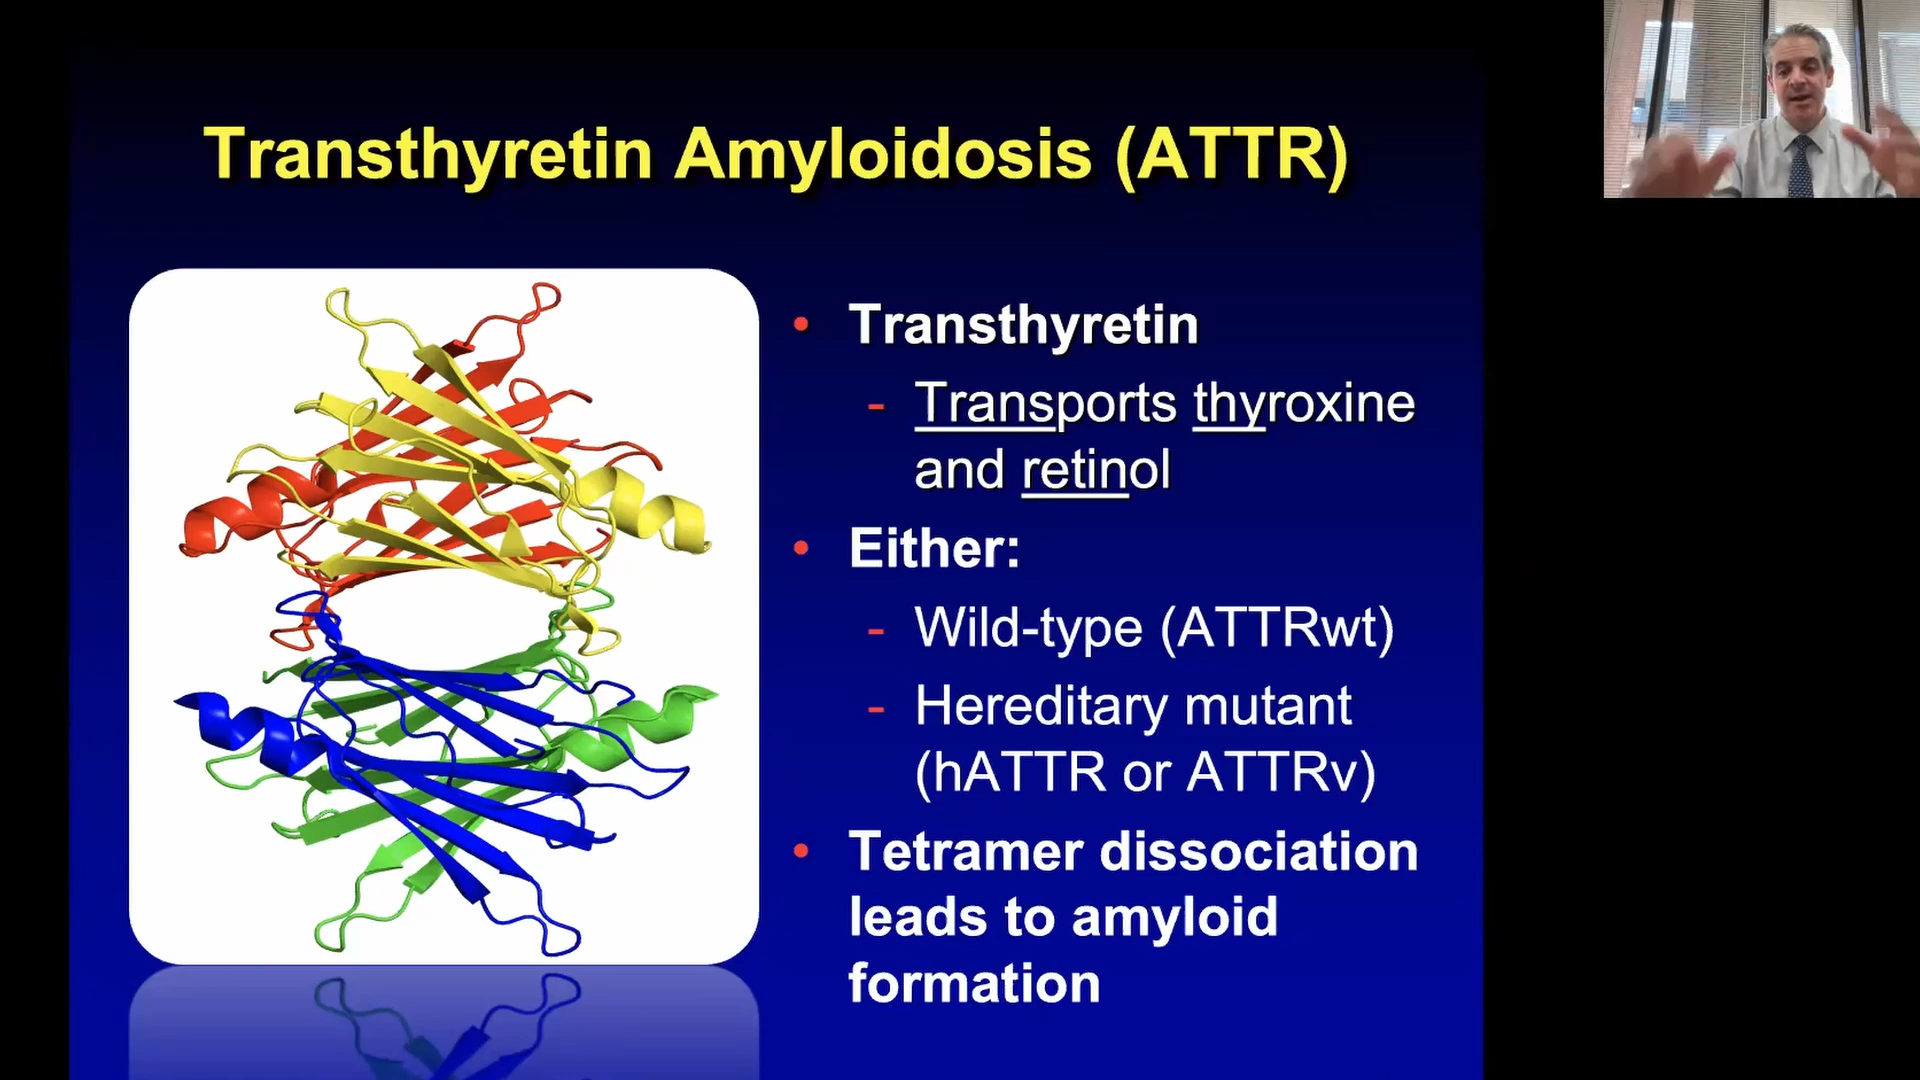 Transthyretin Amyloidosis (ATTR)
• Transthyretin
- Transports thyroxine
and retinol
• Either:
- Wild-type (ATTRwt)
- Hereditary mutant
(hATTR or ATTRv)
• Tetramer dissociation
leads to amyloid
formation